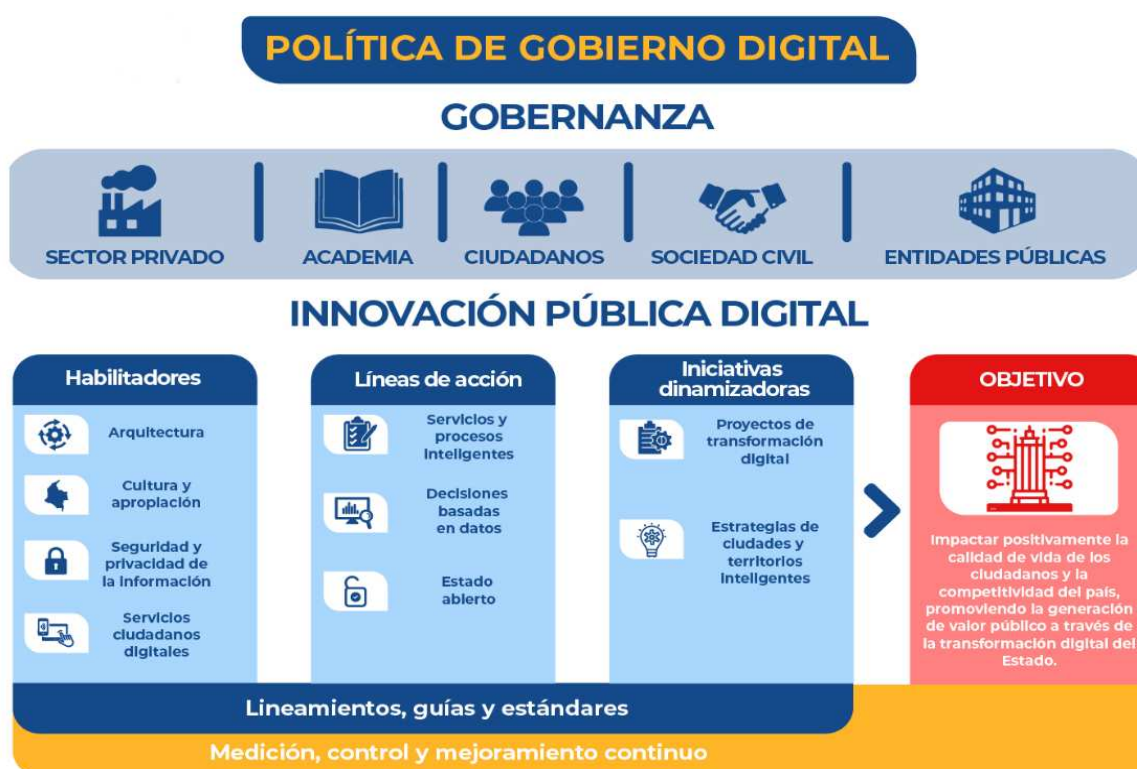 POLÍTICA DE GOBIERNO DIGITAL
GOBERNANZA
SECTOR PRIVADO
ACADEMIA
CIUDADANOS
SOCIEDAD CIVIL
ENTIDADES PÚBLICAS
INNOVACIÓN PÚBLICA DIGITAL
Habilitadores
Arquitectura
Cultura y
apropiación
Seguridad y
privacidad de
la información
Servicios
ciudadanos
digitales
Líneas de acción
Servicios y
procesos
inteligentes
Decisiones
basadas
en datos
Estado
abierto
Iniciativas
dinamizadoras
Proyectos de
transformación
digital
Estrategias de
ciudades y
territorios
inteligentes
OBJETIVO
Impactar positivamente la
calidad de vida de los
ciudadanos y la
competitividad del país,
promoviendo la generación
de valor público a través de
la transformación digital del
Estado.
Lineamientos, guías y estándares
Medición, control y mejoramiento continuo